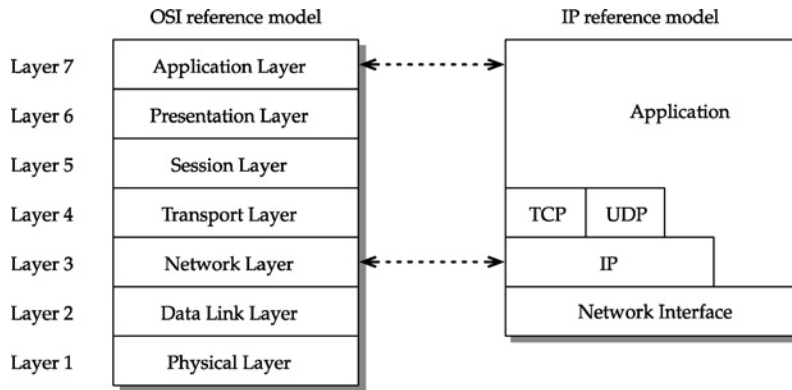 OSI reference model IP reference model
Layer 7 Application Layer
Layer 6 Presentation Layer Application
Layer 5 Session Layer
Layer 4 Transport Layer TCP UDP
Layer 3 Network Layer IP
Layer 2 Data Link Layer Network Interface
Layer 1 Physical Layer